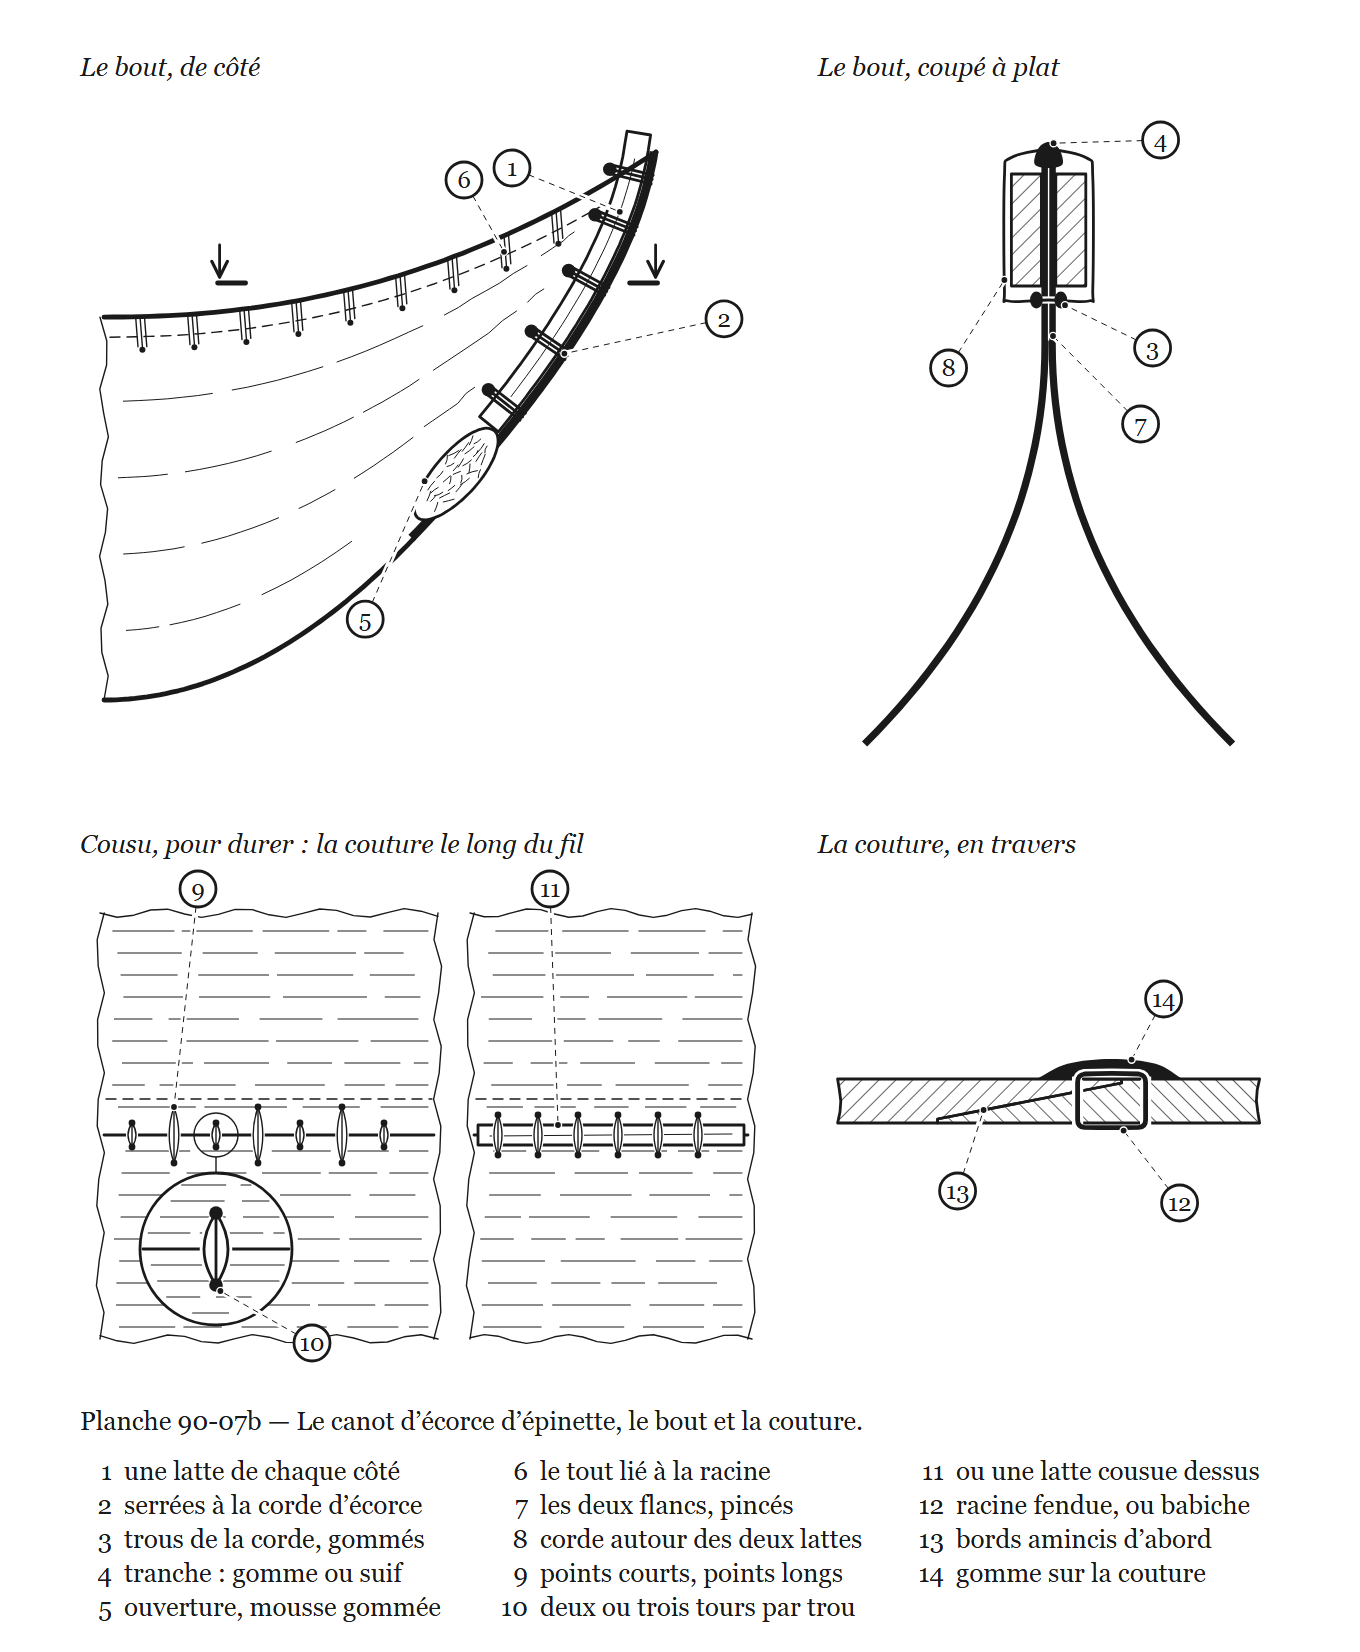 Le bout, de côté
Le bout, coupé à plat
1
6
2
5
4
3
8
7
Cousu, pour durer : la couture le long du fil
La couture, en travers
9
11
10
14
13
12
Planche 90-07b — Le canot d’écorce d’épinette, le bout et la couture.
1 une latte de chaque côté
2 serrées à la corde d’écorce
3 trous de la corde, gommés
4 tranche : gomme ou suif
5 ouverture, mousse gommée
6 le tout lié à la racine
7 les deux flancs, pincés
8 corde autour des deux lattes
9 points courts, points longs
10 deux ou trois tours par trou
11 ou une latte cousue dessus
12 racine fendue, ou babiche
13 bords amincis d’abord
14 gomme sur la couture